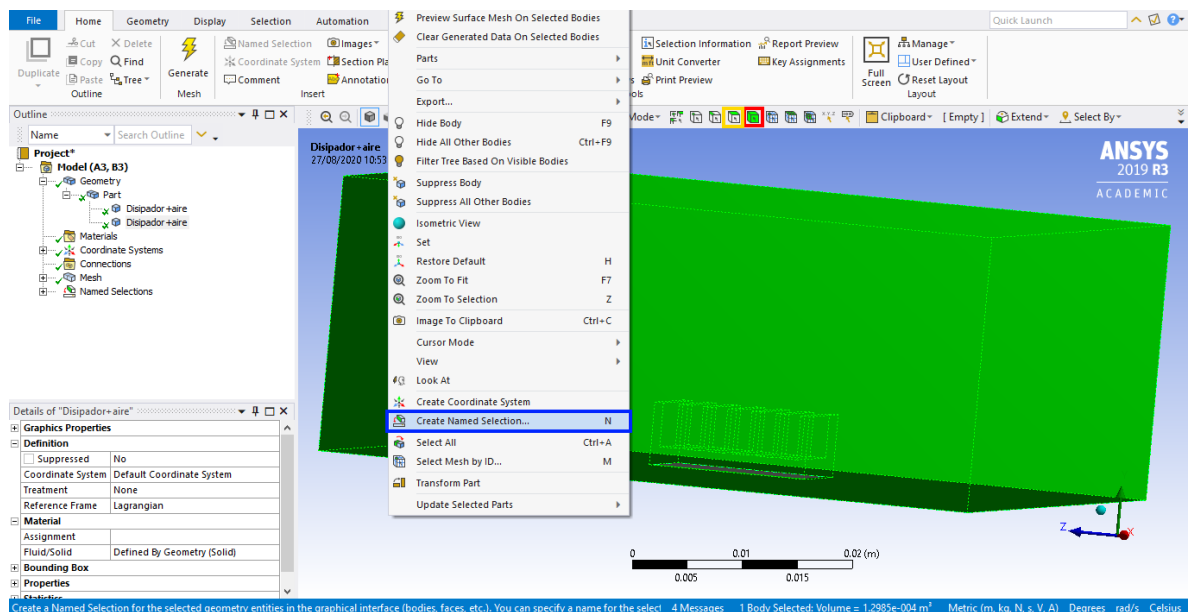 File Home Geometry Display Selection Automation
Quick Launch
Duplicate
Cut
Copy
Paste
Delete
Find
Tree
Outline
Generate
Mesh
Named Selection
Coordinate System
Comment
Images
Section Pla
Annotation
Insert
Selection Information
Unit Converter
Print Preview
Report Preview
Key Assignments
ols
Full
Screen
Manage
User Defined
Reset Layout
Layout
Outline
Name
Search Outline
Mode
Clipboard
[ Empty ]
Extend
Select By
Project*
Model (A3, B3)
Geometry
Part
Disipador+aire
Disipador+aire
Materials
Coordinate Systems
Connections
Mesh
Named Selections
Disipador+aire
27/08/2020 10:53
Preview Surface Mesh On Selected Bodies
Clear Generated Data On Selected Bodies
Parts
Go To
Export...
Hide Body F9
Hide All Other Bodies Ctrl+F9
Filter Tree Based On Visible Bodies
Suppress Body
Suppress All Other Bodies
Isometric View
Set
Restore Default H
Zoom To Fit F7
Zoom To Selection Z
Image To Clipboard Ctrl+C
Cursor Mode
View
Look At
Create Coordinate System
Create Named Selection... N
Select All Ctrl+A
Select Mesh by ID... M
Transform Part
Update Selected Parts
ANSYS
2019 R3
ACADEMIC
Z
X
0
0.01
0.02 (m)
0.005
0.015
Details of "Disipador+aire"
Graphics Properties
Definition
Suppressed No
Coordinate System Default Coordinate System
Treatment None
Reference Frame Lagrangian
Material
Assignment
Fluid/Solid Defined By Geometry (Solid)
Bounding Box
Properties
Statistics
Create a Named Selection for the selected geometry entities in the graphical interface (bodies, faces, etc.). You can specify a name for the select 4 Messages 1 Body Selected: Volume = 1.2985e-004 m³ Metric (m, kg, N, s, V, A) Degrees rad/s Celsius